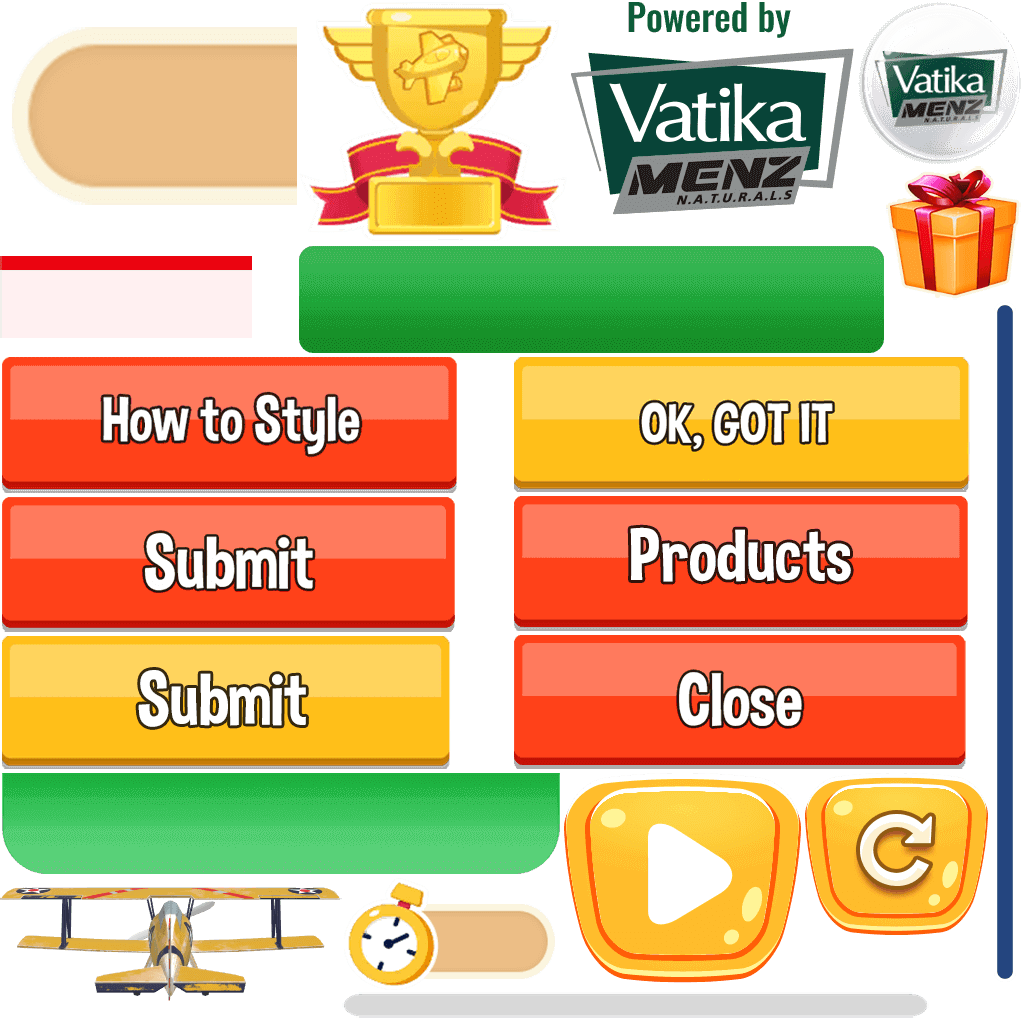 Powered by
Vatika
MENZ
N.A.T.U.R.A.L.S
Vatika
MENZ
N.A.T.U.R.A.L.S
How to Style
OK, GOT IT
Submit
Products
Submit
Close